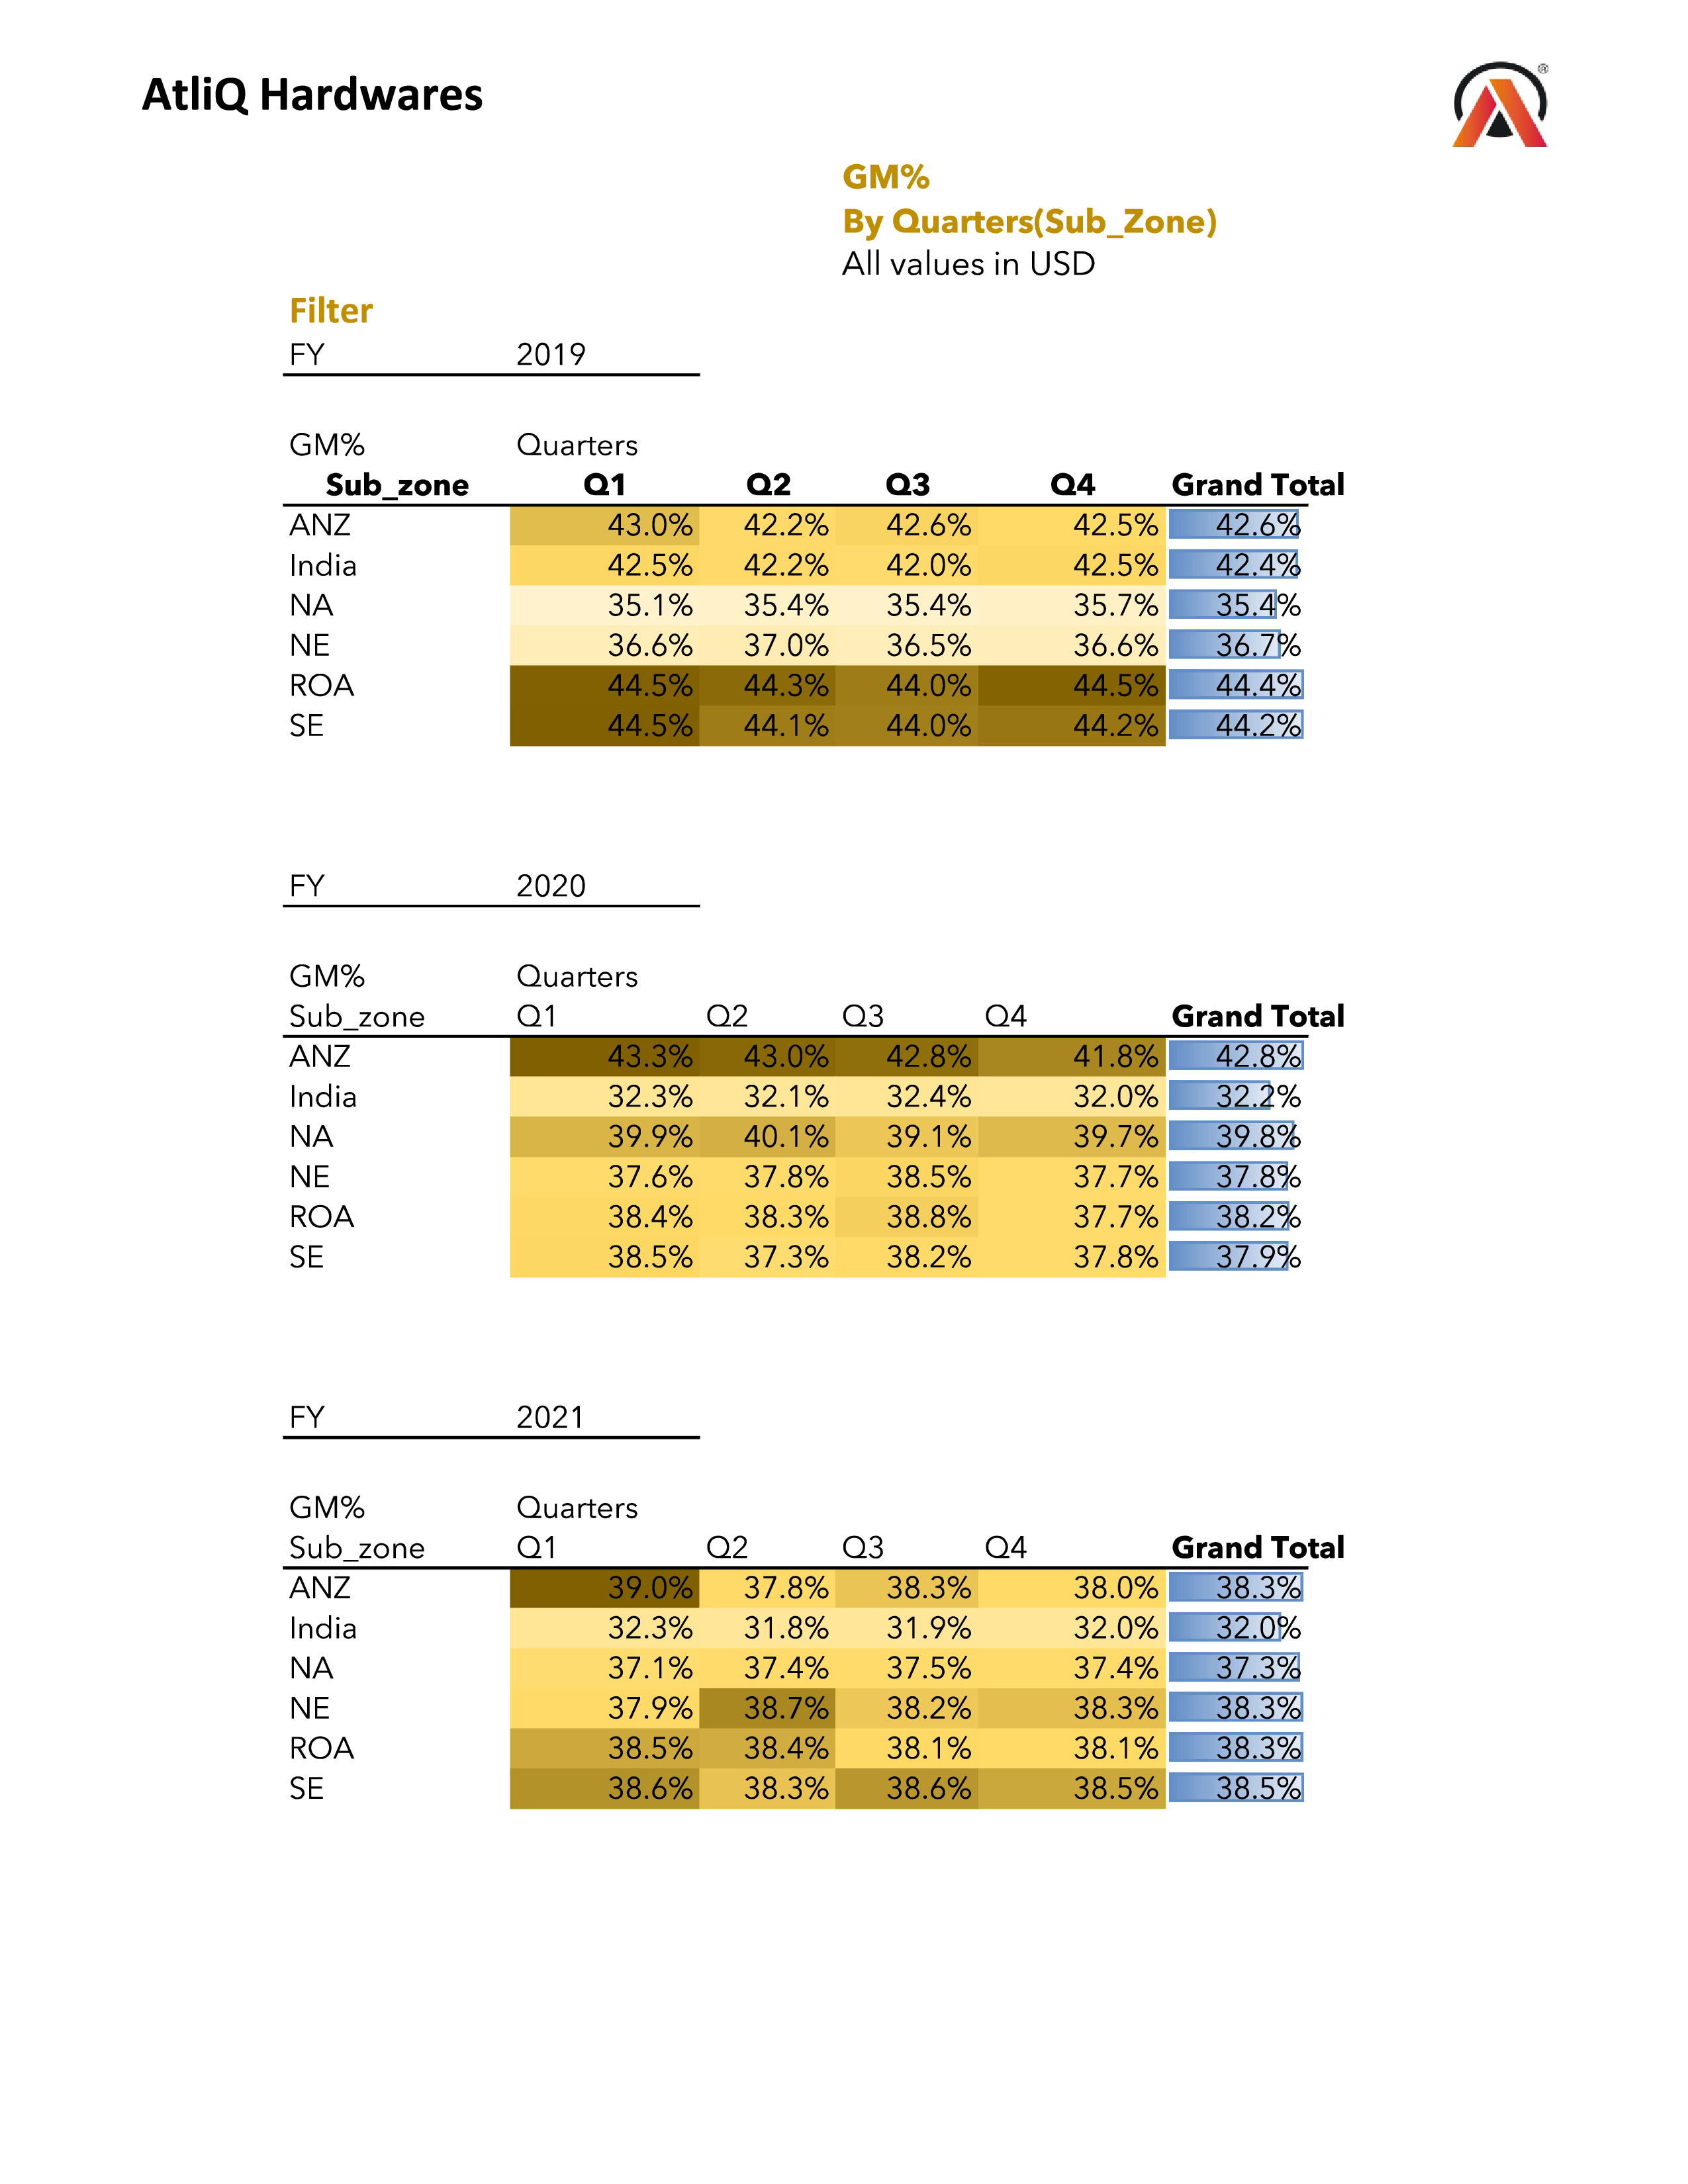 AtliQ Hardwares
®
GM%
By Quarters(Sub_Zone)
All values in USD
Filter
FY 2019
GM% Quarters
Sub_zone Q1 Q2 Q3 Q4 Grand Total
ANZ 43.0% 42.2% 42.6% 42.5% 42.6%
India 42.5% 42.2% 42.0% 42.5% 42.4%
NA 35.1% 35.4% 35.4% 35.7% 35.4%
NE 36.6% 37.0% 36.5% 36.6% 36.7%
ROA 44.5% 44.3% 44.0% 44.5% 44.4%
SE 44.5% 44.1% 44.0% 44.2% 44.2%
FY 2020
GM% Quarters
Sub_zone Q1 Q2 Q3 Q4 Grand Total
ANZ 43.3% 43.0% 42.8% 41.8% 42.8%
India 32.3% 32.1% 32.4% 32.0% 32.2%
NA 39.9% 40.1% 39.1% 39.7% 39.8%
NE 37.6% 37.8% 38.5% 37.7% 37.8%
ROA 38.4% 38.3% 38.8% 37.7% 38.2%
SE 38.5% 37.3% 38.2% 37.8% 37.9%
FY 2021
GM% Quarters
Sub_zone Q1 Q2 Q3 Q4 Grand Total
ANZ 39.0% 37.8% 38.3% 38.0% 38.3%
India 32.3% 31.8% 31.9% 32.0% 32.0%
NA 37.1% 37.4% 37.5% 37.4% 37.3%
NE 37.9% 38.7% 38.2% 38.3% 38.3%
ROA 38.5% 38.4% 38.1% 38.1% 38.3%
SE 38.6% 38.3% 38.6% 38.5% 38.5%